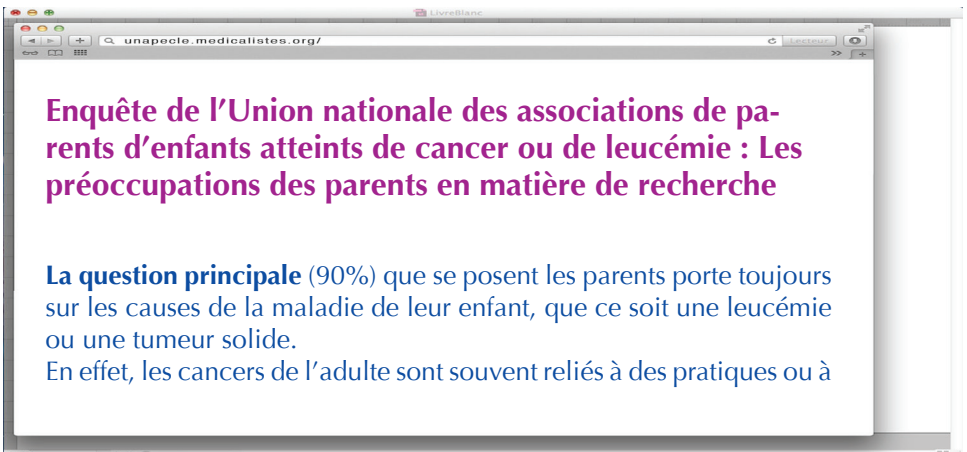 LivreBlanc
unapecle.medicalistes.org/
Lecteur
Enquête de l’Union nationale des associations de pa-
rents d’enfants atteints de cancer ou de leucémie : Les
préoccupations des parents en matière de recherche
La question principale (90%) que se posent les parents porte toujours
sur les causes de la maladie de leur enfant, que ce soit une leucémie
ou une tumeur solide.
En effet, les cancers de l’adulte sont souvent reliés à des pratiques ou à